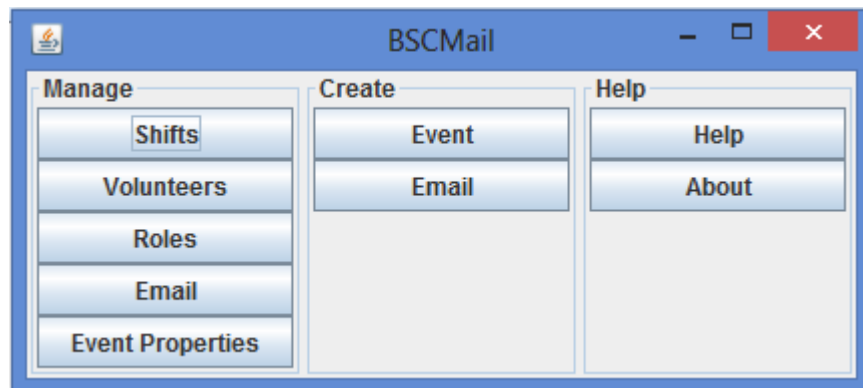 BSCMail
Manage
Shifts
Volunteers
Roles
Email
Event Properties
Create
Event
Email
Help
Help
About